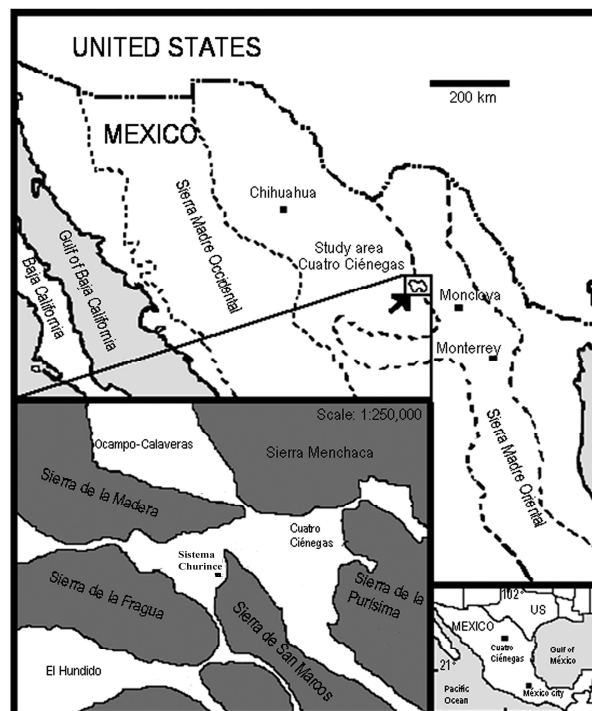 UNITED STATES
200 km
MEXICO
Chihuahua
Sierra Madre Occidental
Study area
Cuatro Ciénegas
Gulf of Baja California
Baja California
Monclova
Monterrey
Sierra Madre Oriental
Scale: 1:250,000
Ocampo-Calaveras
Sierra Menchaca
Sierra de la Madera
Cuatro
Ciénegas
Sistema
Churince
Sierra de la Fragua
Sierra de la
Purísima
Sierra de San Marcos
El Hundido
102°
US
MEXICO
Cuatro
Ciénegas
Gulf of
México
21°
México city
Pacific
Ocean